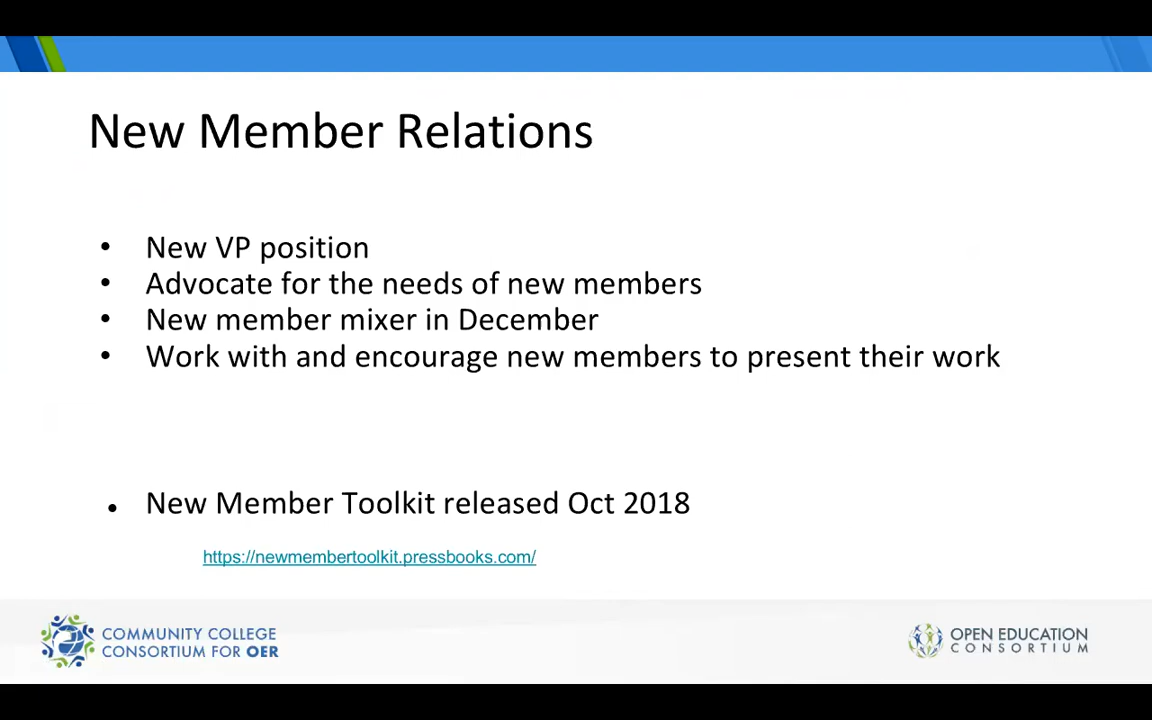 New Member Relations
• New VP position
• Advocate for the needs of new members
• New member mixer in December
• Work with and encourage new members to present their work
• New Member Toolkit released Oct 2018
https://newmembertoolkit.pressbooks.com/
COMMUNITY COLLEGE
CONSORTIUM FOR OER
OPEN EDUCATION
CONSORTIUM